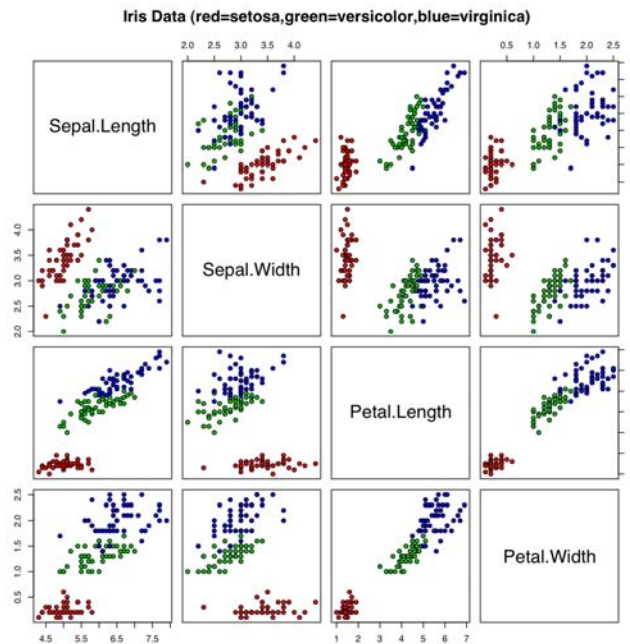 Iris Data (red=setosa,green=versicolor,blue=virginica)
2.0 2.5 3.0 3.5 4.0
0.5 1.0 1.5 2.0 2.5
Sepal.Length
2.0 2.5 3.0 3.5 4.0
Sepal.Width
Petal.Length
0.5 1.0 1.5 2.0 2.5
Petal.Width
4.5 5.5 6.5 7.5
1 2 3 4 5 6 7